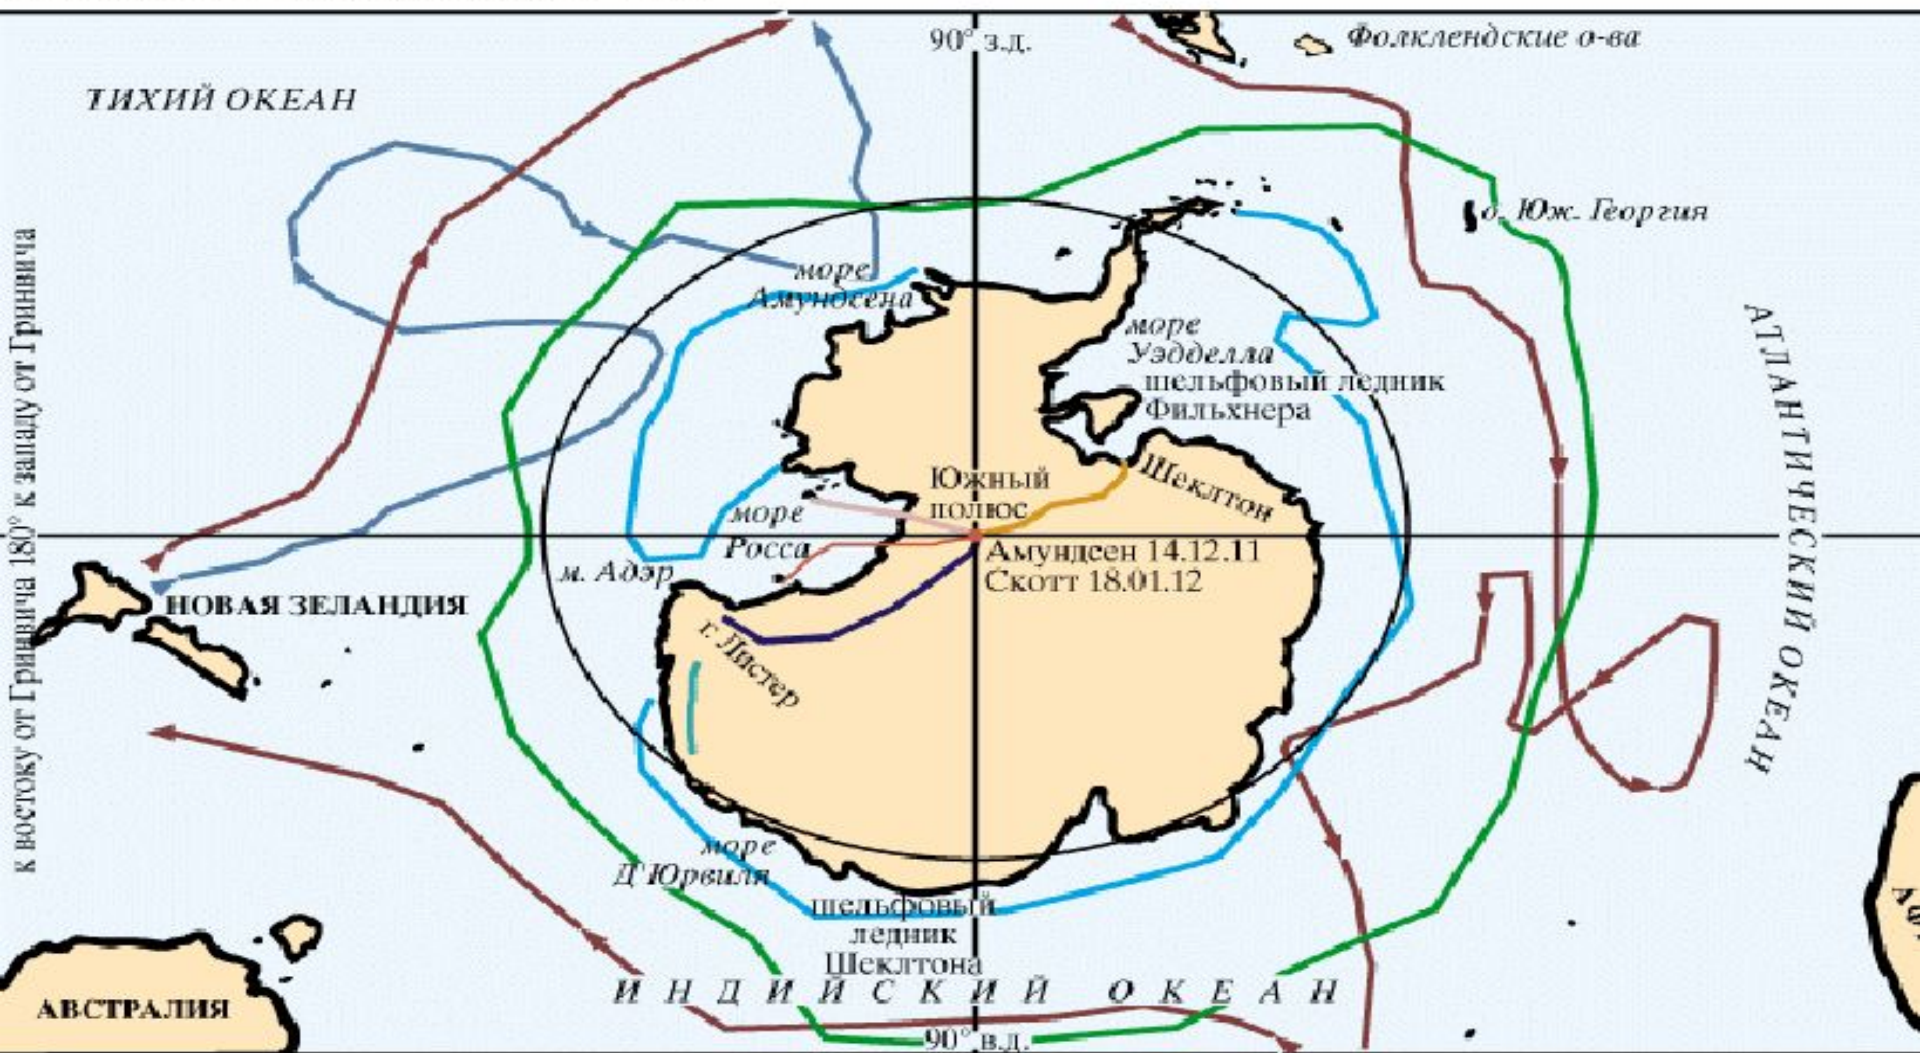 90° з.д.
Фолклендские о-ва
ТИХИЙ ОКЕАН
о. Юж. Георгия
к востоку от Гринвича 180° к западу от Гринвича
море
Амундсена
море
Уэдделла
шельфовый ледник
Фильхнера
АТЛАНТИЧЕСКИЙ ОКЕАН
Южный
полюс
Шеклтон
море
Росса
Амундсен 14.12.11
Скотт 18.01.12
м. Адэр
НОВАЯ ЗЕЛАНДИЯ
г. Листер
море
Д'Юрвиля
шельфовый
ледник
Шеклтона
ИНДИЙСКИЙ ОКЕАН
АВСТРАЛИЯ
90° в.д.